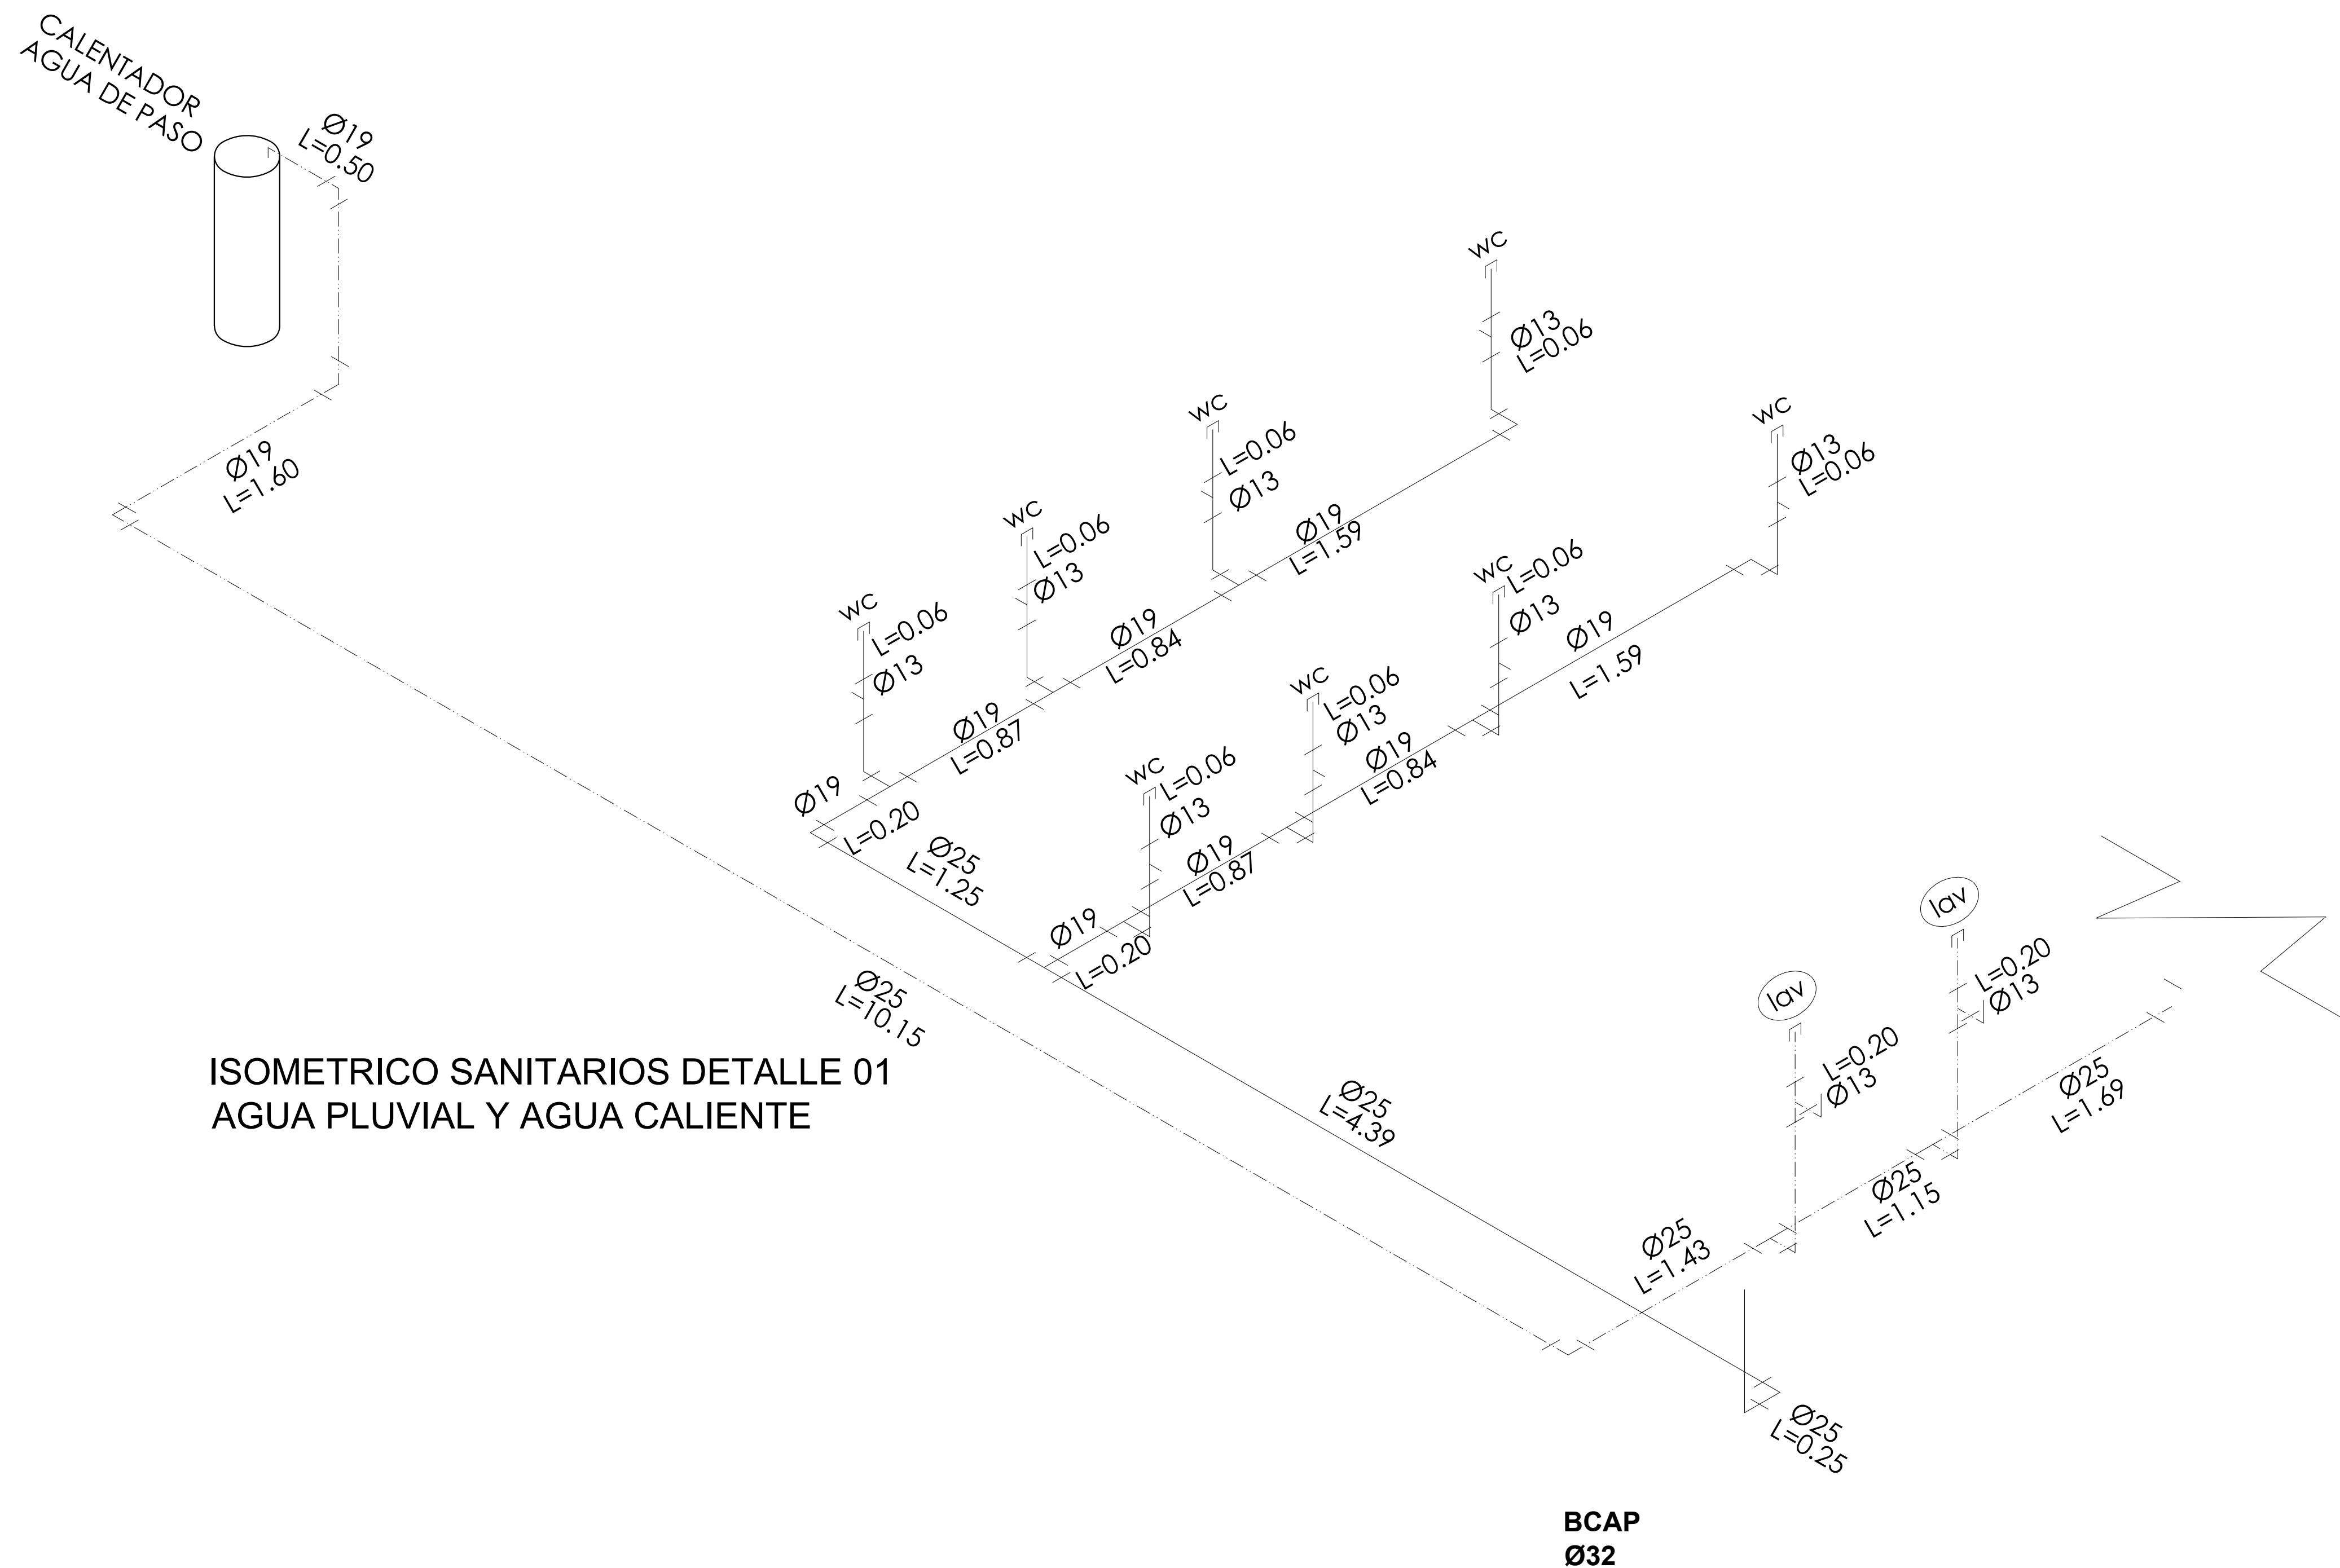 CALENTADOR
AGUA DE PASO
Ø19
L=0.50
Ø19
L=1.60
wc
Ø13
L=0.06
wc
L=0.06
Ø13
wc
Ø13
L=0.06
wc
L=0.06
Ø13
Ø19
L=1.59
wc
L=0.06
Ø13
wc
L=0.06
Ø13
Ø19
L=0.84
Ø19
L=1.59
wc
L=0.06
Ø13
Ø19
L=0.87
wc
L=0.06
Ø13
Ø19
L=0.84
Ø19
L=0.20
Ø25
L=1.25
Ø19
L=0.87
Ø19
L=0.20
Ø25
L=10.15
lav
L=0.20
Ø13
lav
L=0.20
Ø13
Ø25
L=1.69
ISOMETRICO SANITARIOS DETALLE 01
AGUA PLUVIAL Y AGUA CALIENTE
Ø25
L=4.39
Ø25
L=1.15
Ø25
L=1.43
Ø25
L=0.25
BCAP
Ø32